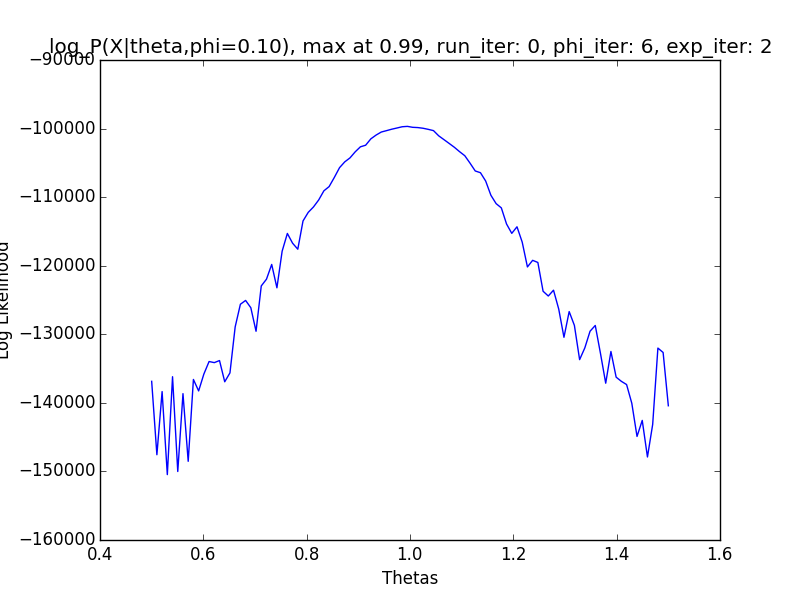 log_P(X|theta,phi=0.10), max at 0.99, run_iter: 0, phi_iter: 6, exp_iter: 2
−90000
−100000
−110000
−120000
−130000
−140000
−150000
−160000
Log Likelihood
0.4 0.6 0.8 1.0 1.2 1.4 1.6
Thetas